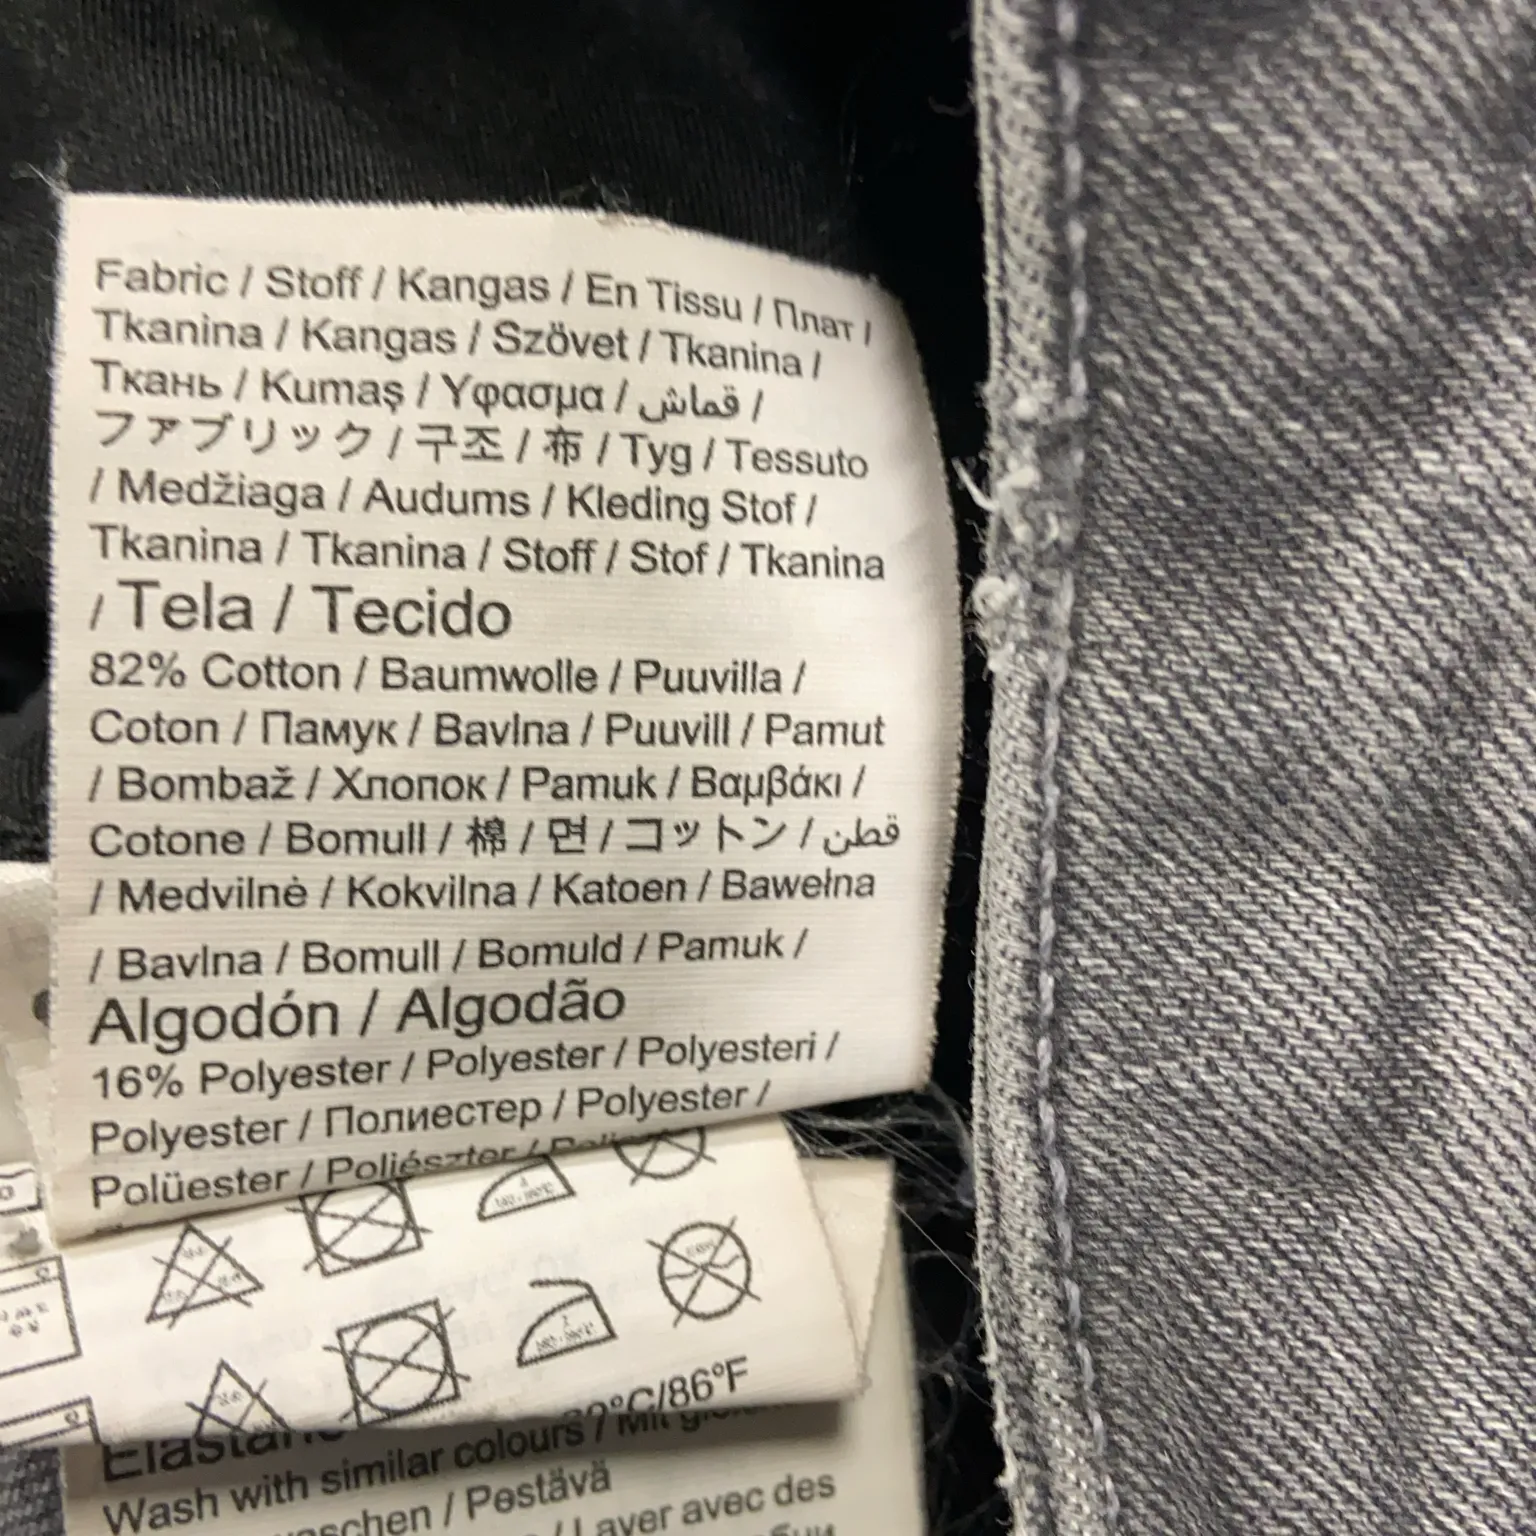 Fabric / Stoff / Kangas / En Tissu / Плат /
Tkanina / Kangas / Szövet / Tkanina /
Ткань / Kumaş / Υφασμα / قماش /
ファブリック / 구조 / 布 / Tyg / Tessuto
/ Medžiaga / Audums / Kleding Stof /
Tkanina / Tkanina / Stoff / Stof / Tkanina
/ Tela / Tecido
82% Cotton / Baumwolle / Puuvilla /
Coton / Памук / Bavlna / Puuvill / Pamut
/ Bombaž / Хлопок / Pamuk / Βαμβάκι /
Cotone / Bomull / 棉 / 면 / コットン / قطن
/ Medvilnė / Kokvilna / Katoen / Bawełna
/ Bavlna / Bomull / Bomuld / Pamuk /
Algodón / Algodão
16% Polyester / Polyester / Polyesteri /
Polyester / Полиестер / Polyester /
Polüester / Poliészter /
/86°F
Wash with similar colours / Mit
/ Pestävä
/ Laver avec des